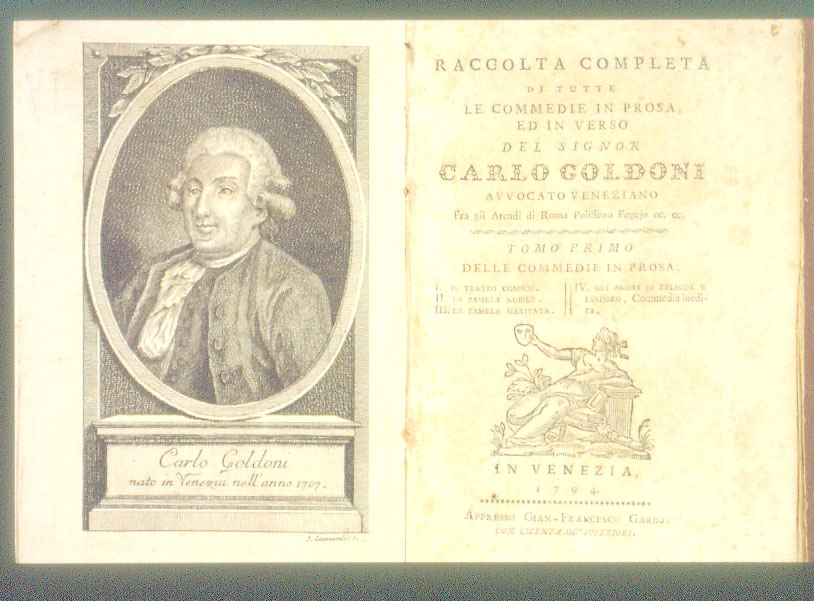 Carlo Goldoni
nato in Venezia nell'anno 1707.
RACCOLTA COMPLETA
DI TUTTE
LE COMMEDIE IN PROSA,
ED IN VERSO
DEL SIGNOR
CARLO GOLDONI
AVVOCATO VENEZIANO
Fra gli Arcadi di Roma Polisseno Fegejo ec. ec.
TOMO PRIMO
DELLE COMMEDIE IN PROSA.
I. IL TEATRO COMICO.
II. LA PAMELA NUBILE.
III. LA PAMELA MARITATA.
IV. GLI AMORI DI ZELINDA E
LINDORO, Commedia inedi-
ta.
IN VENEZIA,
1794.
APPRESSO GIAN-FRANCESCO GARBO.
CON LICENZA DE' SUPERIORI.